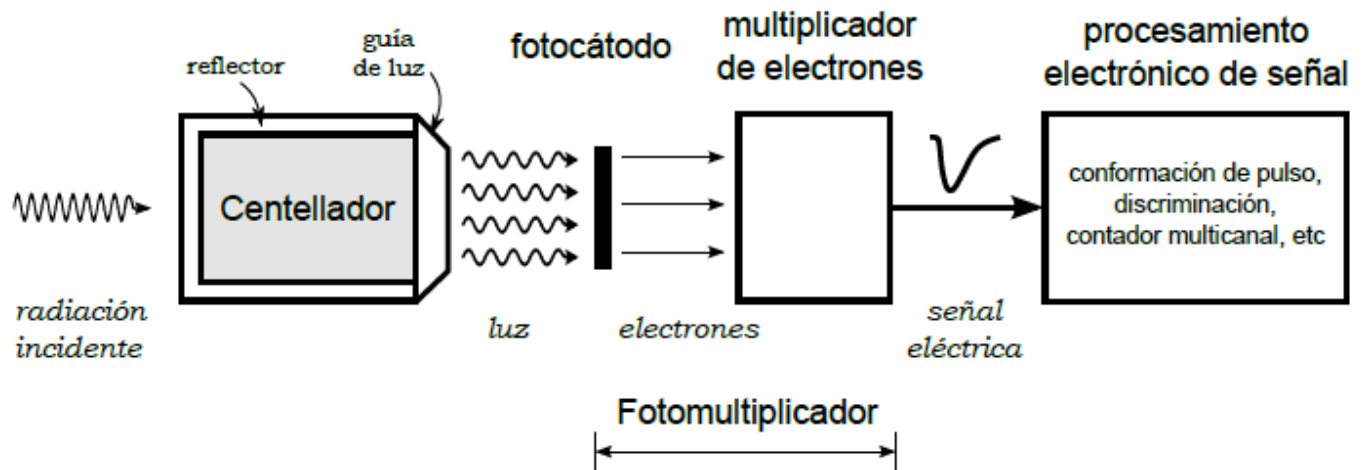 reflector
guía
de luz
fotocátodo
multiplicador
de electrones
procesamiento
electrónico de señal
Centellador
conformación de pulso,
discriminación,
contador multicanal, etc
radiación
incidente
luz
electrones
señal
eléctrica
Fotomultiplicador